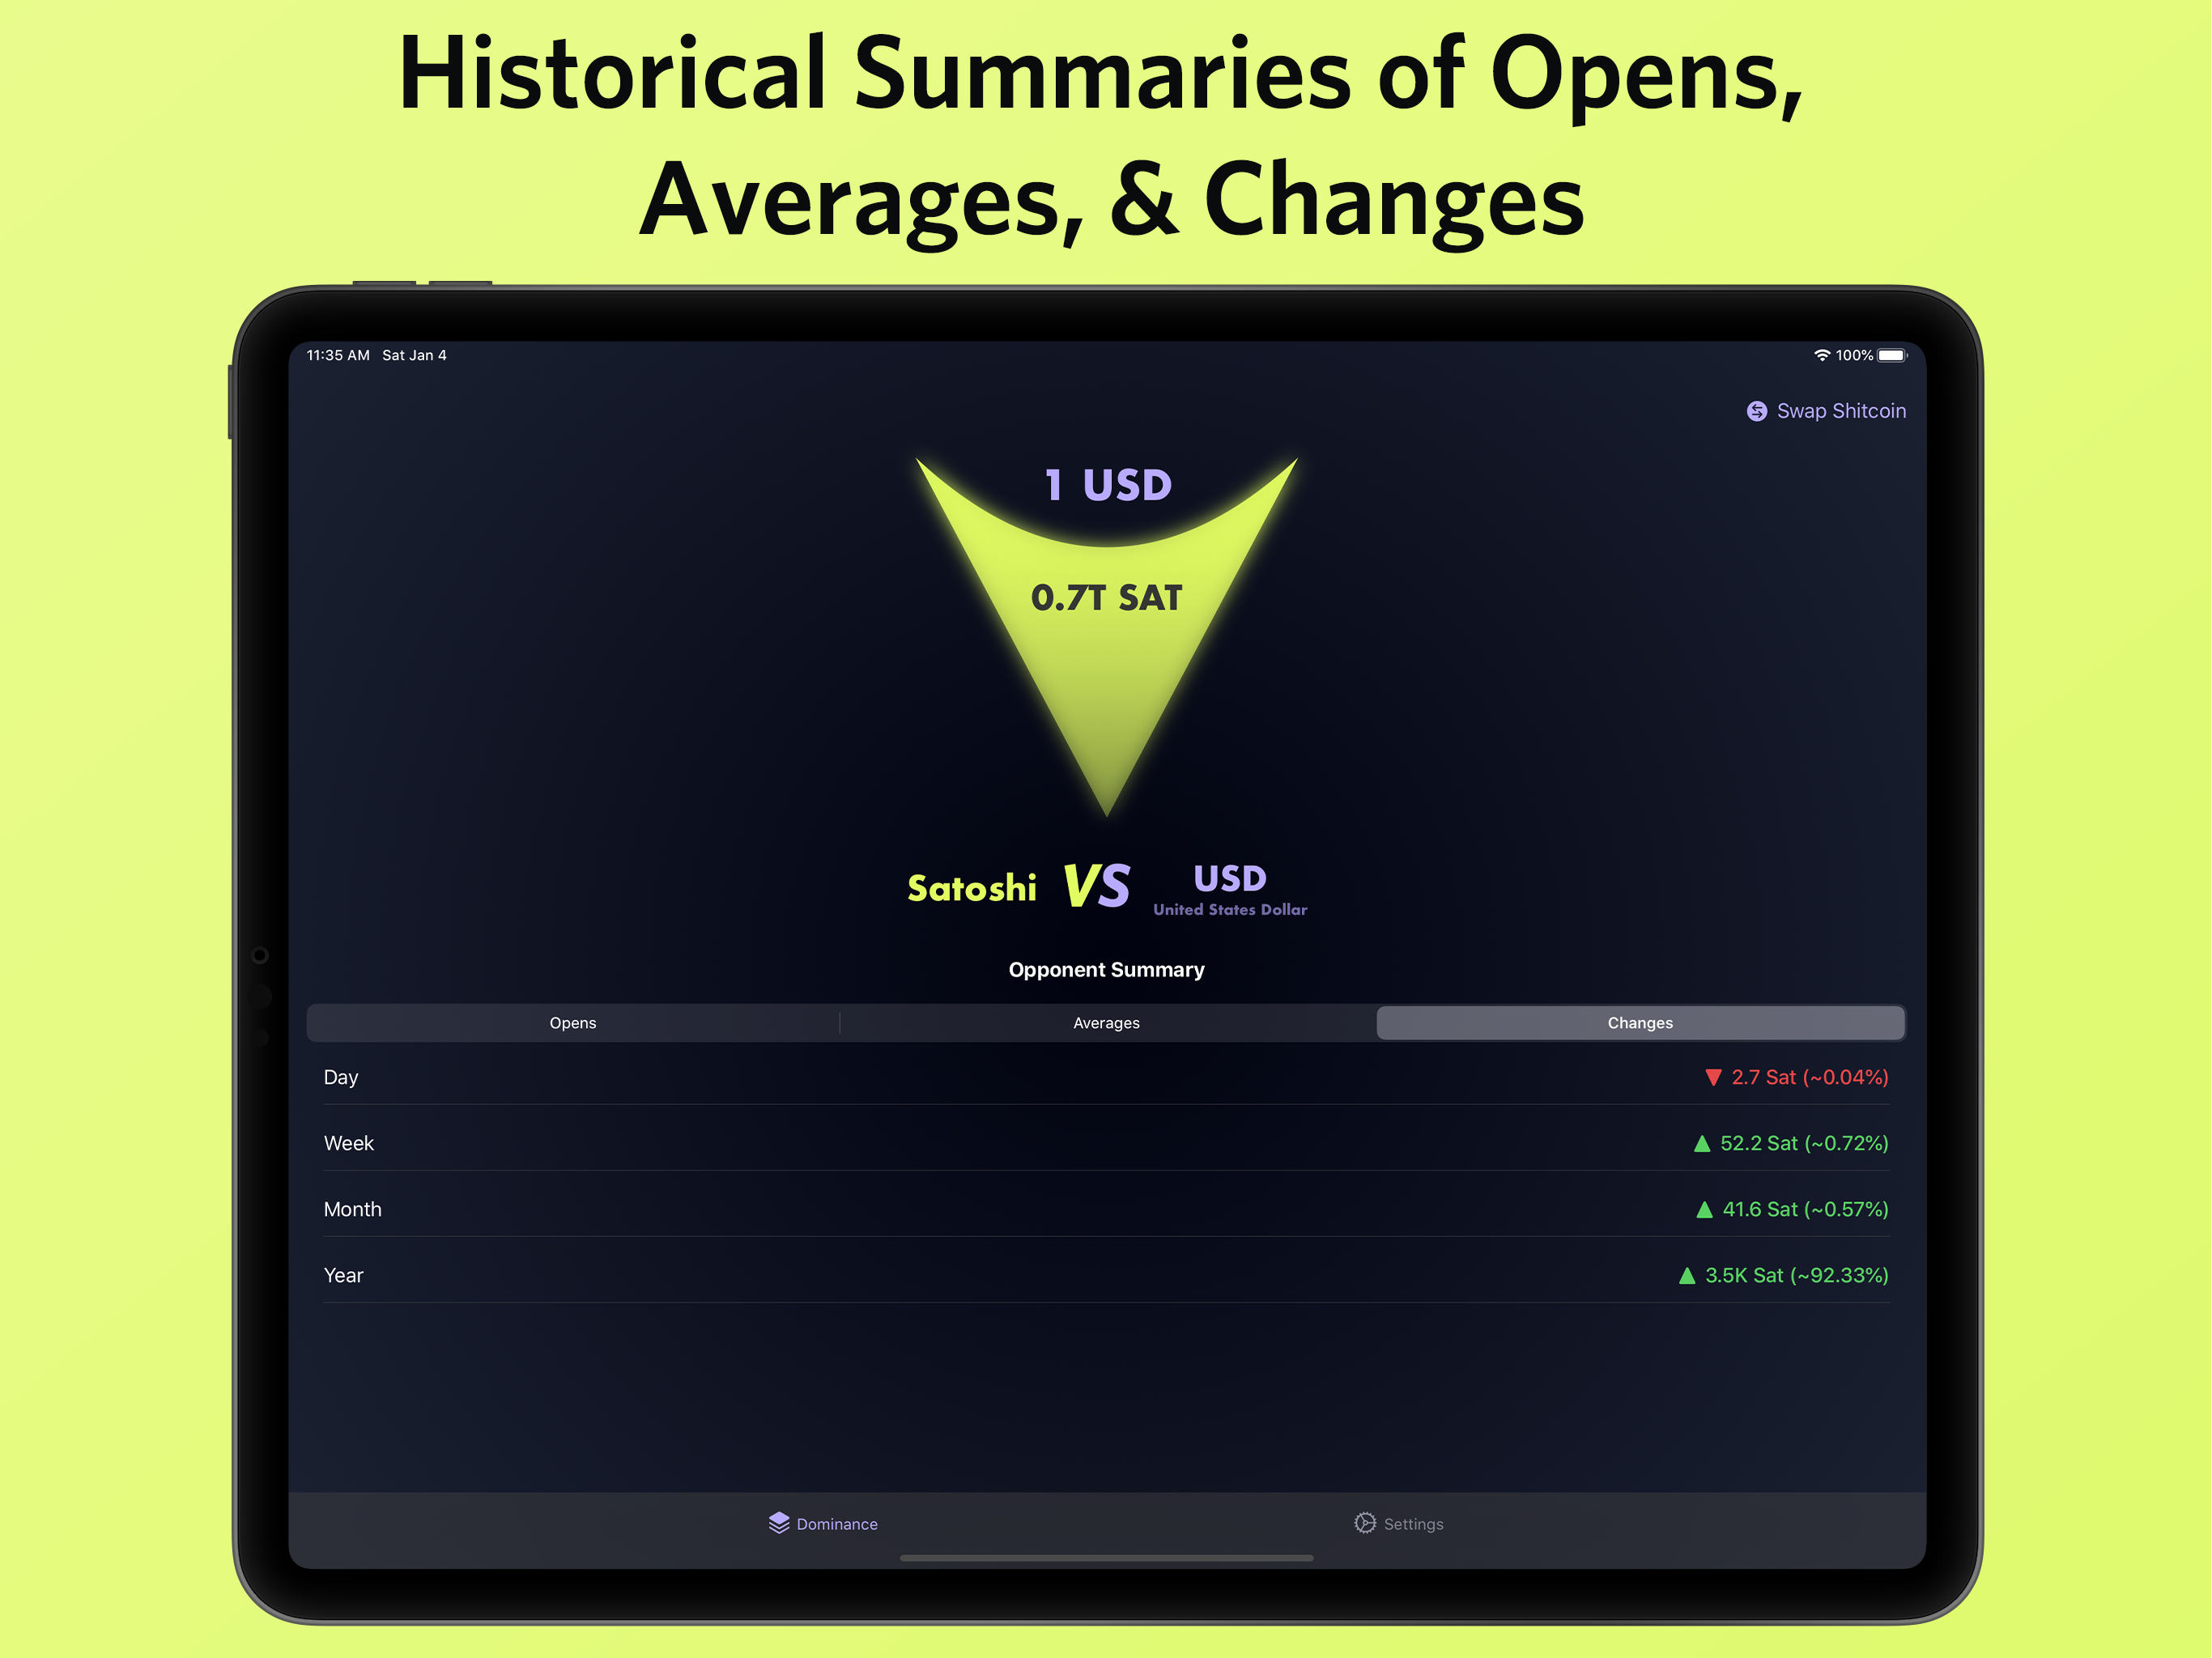 Historical Summaries of Opens,
Averages, & Changes
11:35 AM Sat Jan 4
100%
Swap Shitcoin
1 USD
0.7T SAT
Satoshi VS USD
United States Dollar
Opponent Summary
Opens Averages Changes
Day ▼ 2.7 Sat (~0.04%)
Week ▲ 52.2 Sat (~0.72%)
Month ▲ 41.6 Sat (~0.57%)
Year ▲ 3.5K Sat (~92.33%)
Dominance Settings